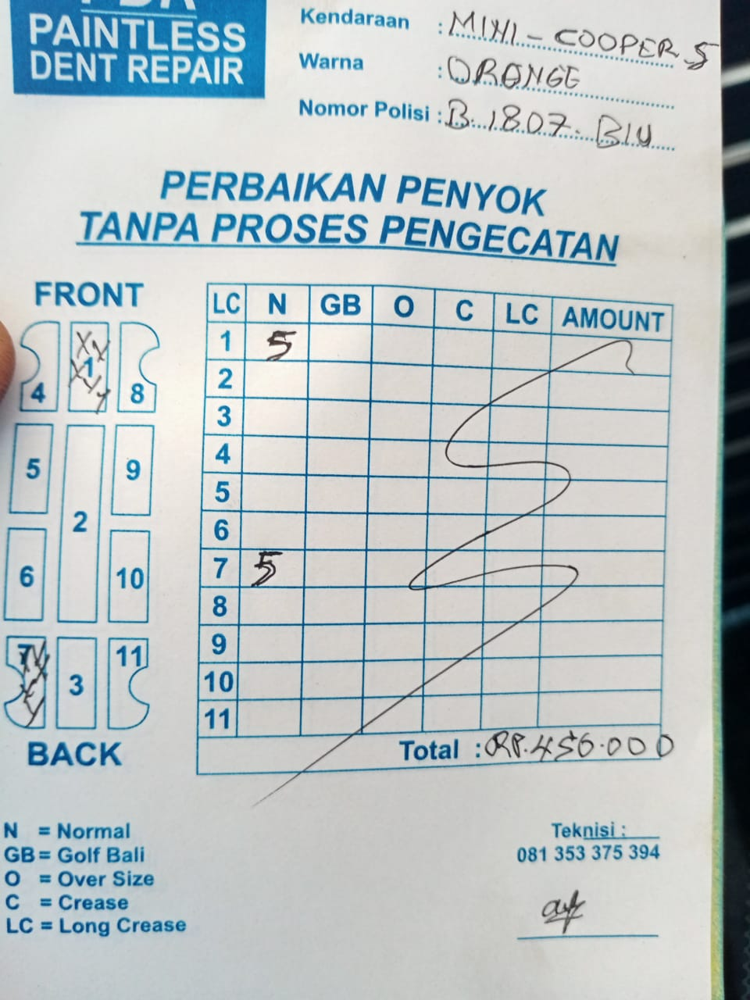 PAINTLESS
DENT REPAIR
Kendaraan : MINI - COOPER S
Warna : ORANGE
Nomor Polisi : B. 1807. BIU
PERBAIKAN PENYOK
TANPA PROSES PENGECATAN
FRONT
4 1 8
5 9
2
6 10
7 3 11
BACK
LC N GB O C LC AMOUNT
1 5
2
3
4
5
6
7 5
8
9
10
11
Total : RP. 450.000
N = Normal
GB = Golf Bali
O = Over Size
C = Crease
LC = Long Crease
Teknisi :
081 353 375 394